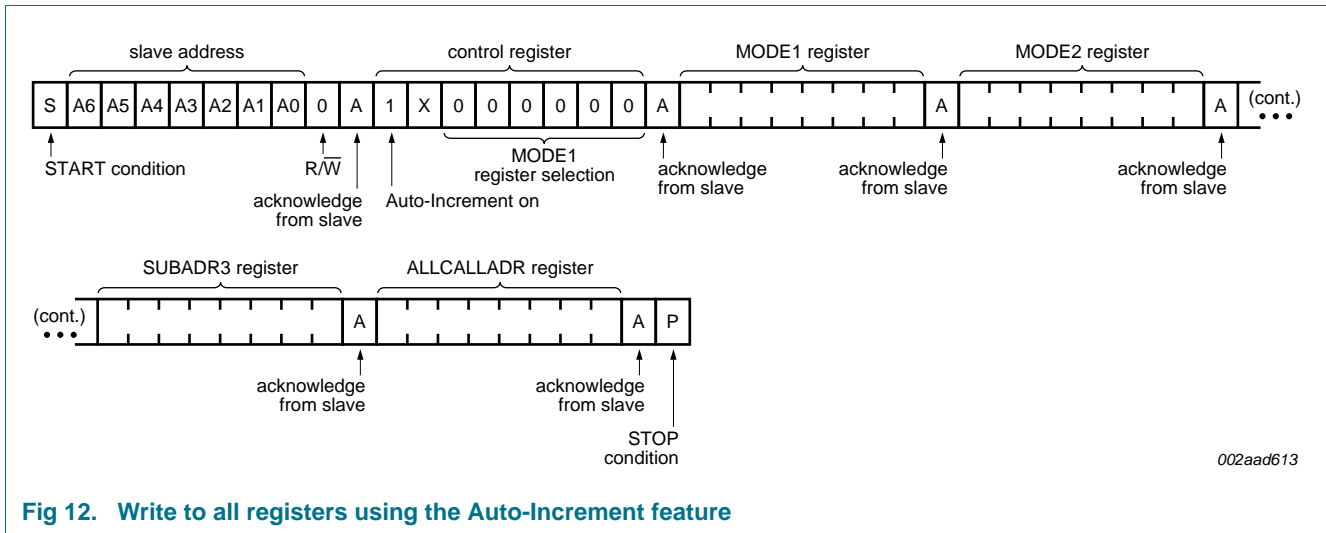 slave address control register MODE1 register MODE2 register
S A6 A5 A4 A3 A2 A1 A0 0 A 1 X 0 0 0 0 0 0 A A A (cont.)
START condition R/W̅ MODE1 register selection
acknowledge from slave
Auto-Increment on
acknowledge from slave
acknowledge from slave
acknowledge from slave
SUBADR3 register ALLCALLADR register
(cont.) A A P
acknowledge from slave
acknowledge from slave
STOP condition
002aad613
Fig 12. Write to all registers using the Auto-Increment feature